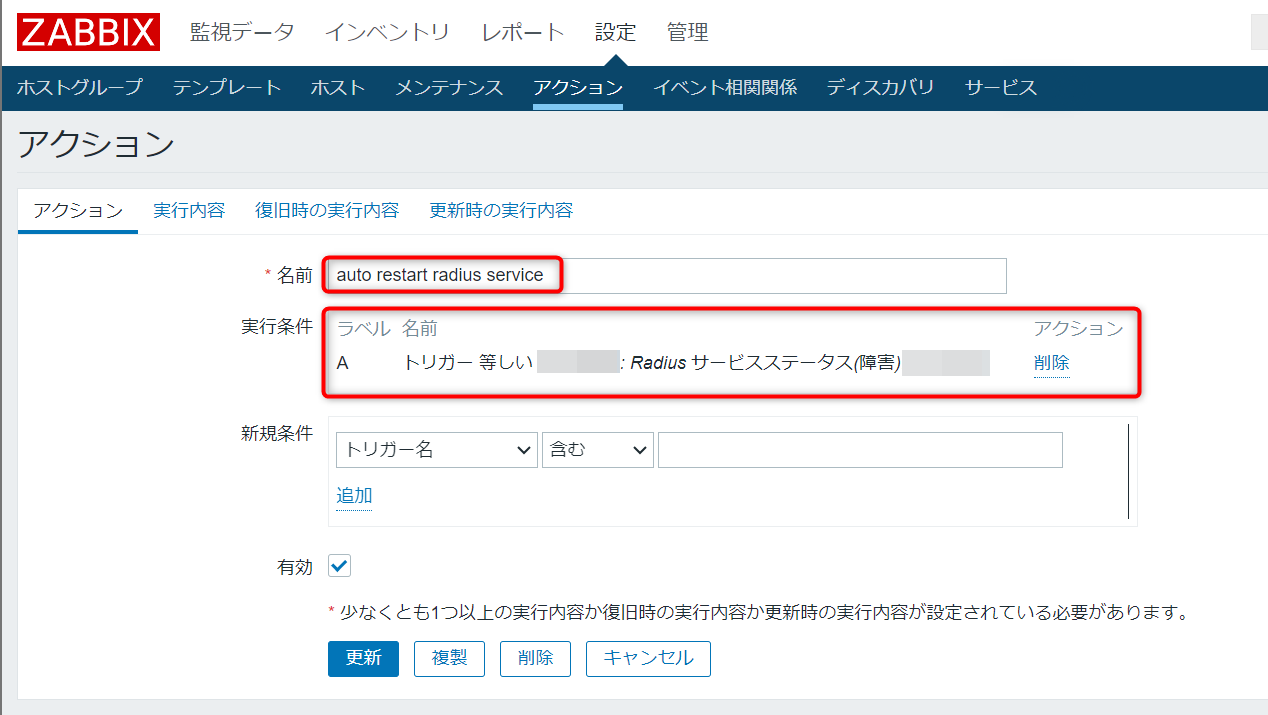 ZABBIX 監視データ インベントリ レポート 設定 管理
ホストグループ テンプレート ホスト メンテナンス アクション イベント相関関係 ディスカバリ サービス
アクション
アクション 実行内容 復旧時の実行内容 更新時の実行内容
* 名前 auto restart radius service
実行条件 ラベル 名前 アクション
A トリガー 等しい : Radius サービスステータス(障害) 削除
新規条件 トリガー名 含む
追加
有効
* 少なくとも1つ以上の実行内容か復旧時の実行内容か更新時の実行内容が設定されている必要があります。
更新 複製 削除 キャンセル